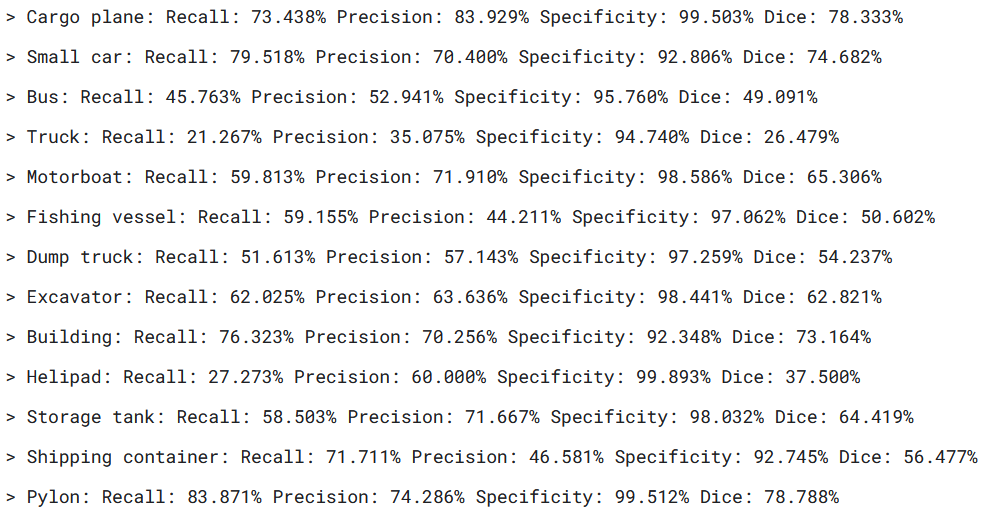 > Cargo plane: Recall: 73.438% Precision: 83.929% Specificity: 99.503% Dice: 78.333%
> Small car: Recall: 79.518% Precision: 70.400% Specificity: 92.806% Dice: 74.682%
> Bus: Recall: 45.763% Precision: 52.941% Specificity: 95.760% Dice: 49.091%
> Truck: Recall: 21.267% Precision: 35.075% Specificity: 94.740% Dice: 26.479%
> Motorboat: Recall: 59.813% Precision: 71.910% Specificity: 98.586% Dice: 65.306%
> Fishing vessel: Recall: 59.155% Precision: 44.211% Specificity: 97.062% Dice: 50.602%
> Dump truck: Recall: 51.613% Precision: 57.143% Specificity: 97.259% Dice: 54.237%
> Excavator: Recall: 62.025% Precision: 63.636% Specificity: 98.441% Dice: 62.821%
> Building: Recall: 76.323% Precision: 70.256% Specificity: 92.348% Dice: 73.164%
> Helipad: Recall: 27.273% Precision: 60.000% Specificity: 99.893% Dice: 37.500%
> Storage tank: Recall: 58.503% Precision: 71.667% Specificity: 98.032% Dice: 64.419%
> Shipping container: Recall: 71.711% Precision: 46.581% Specificity: 92.745% Dice: 56.477%
> Pylon: Recall: 83.871% Precision: 74.286% Specificity: 99.512% Dice: 78.788%